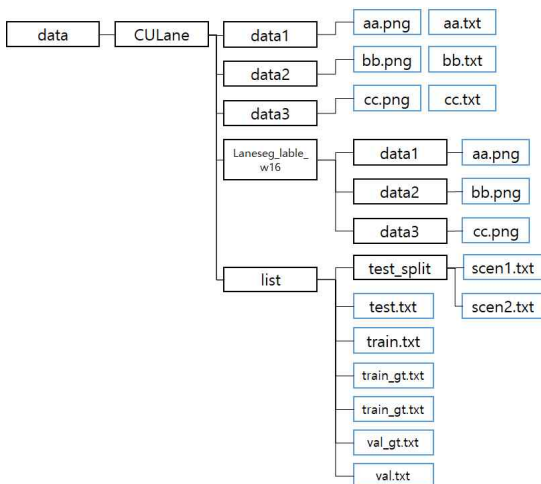 data
CULane
data1
aa.png
aa.txt
data2
bb.png
bb.txt
data3
cc.png
cc.txt
Laneseg_lable_
w16
data1
aa.png
data2
bb.png
data3
cc.png
list
test_split
scen1.txt
scen2.txt
test.txt
train.txt
train_gt.txt
train_gt.txt
val_gt.txt
val.txt